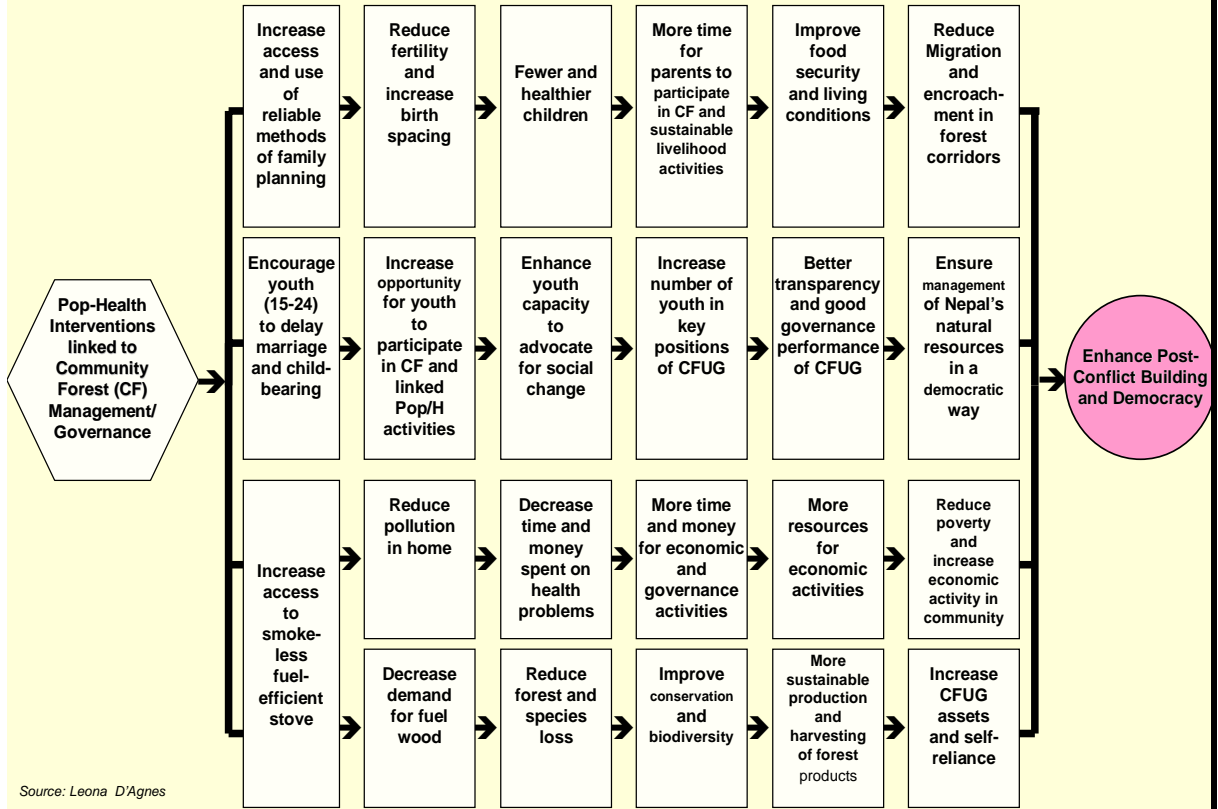 Pop-Health
Interventions
linked to
Community
Forest (CF)
Management/
Governance
Increase
access
and use
of
reliable
methods
of family
planning
Reduce
fertility
and
increase
birth
spacing
Fewer and
healthier
children
More time
for
parents to
participate
in CF and
sustainable
livelihood
activities
Improve
food
security
and living
conditions
Reduce
Migration
and
encroach-
ment in
forest
corridors
Encourage
youth
(15-24)
to delay
marriage
and child-
bearing
Increase
opportunity
for youth
to
participate
in CF and
linked
Pop/H
activities
Enhance
youth
capacity
to
advocate
for social
change
Increase
number of
youth in
key
positions
of CFUG
Better
transparency
and good
governance
performance
of CFUG
Ensure
management
of Nepal's
natural
resources
in a
democratic
way
Increase
access
to
smoke-
less
fuel-
efficient
stove
Reduce
pollution
in home
Decrease
time and
money
spent on
health
problems
More time
and money
for economic
and
governance
activities
More
resources
for
economic
activities
Reduce
poverty
and
increase
economic
activity in
community
Decrease
demand
for fuel
wood
Reduce
forest and
species
loss
Improve
conservation
and
biodiversity
More
sustainable
production
and
harvesting
of forest
products
Increase
CFUG
assets
and self-
reliance
Enhance Post-
Conflict Building
and Democracy
Source: Leona D'Agnes